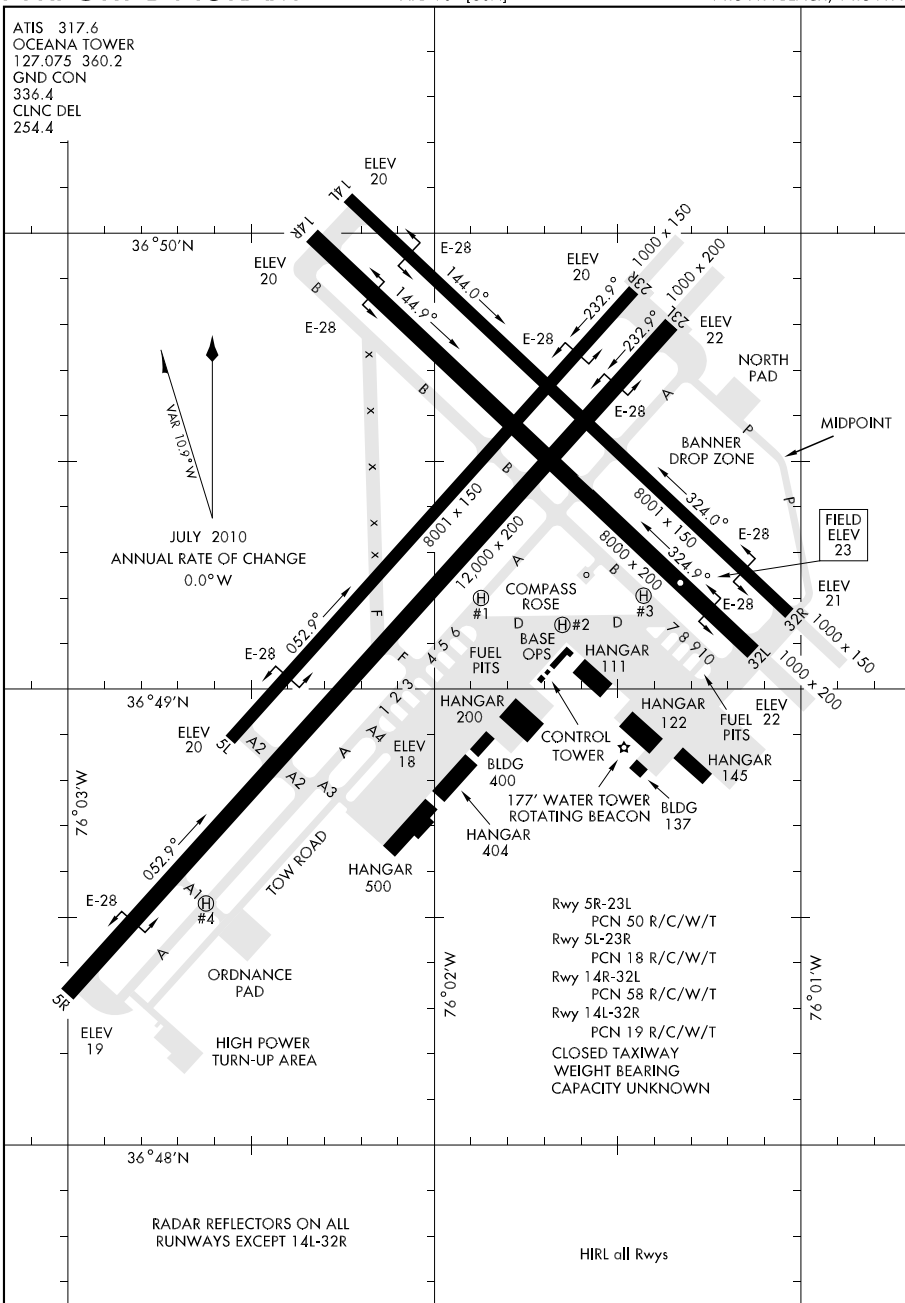 ATIS 317.6
OCEANA TOWER
127.075 360.2
GND CON
336.4
CLNC DEL
254.4
ELEV
20
14L
14R
36°50'N
ELEV
20
E-28
144.0°
ELEV
20
23R
1000 x 150
1000 x 200
232.9°
23L
ELEV
22
B
144.9°
E-28
E-28
232.9°
NORTH
PAD
X
B
A
E-28
P
MIDPOINT
VAR 10.9°W
X
BANNER
DROP ZONE
X
B
324.0°
P
JULY 2010
ANNUAL RATE OF CHANGE
0.0°W
X
X
8001 x 150
12,000 x 200
A
8000 x 200
8001 x 150
324.9°
E-28
FIELD
ELEV
23
B
COMPASS
ROSE
E-28
ELEV
21
052.9°
F
H
#1
H
#3
32R
1000 x 150
D
H #2
D
E-28
F
4 5 6
FUEL
PITS
BASE
OPS
HANGAR
111
7 8 9 10
32L
1000 x 200
36°49'N
1 2 3
HANGAR
200
HANGAR
122
FUEL
PITS
ELEV
22
ELEV
20
5L
A2
A
A4
ELEV
18
CONTROL
TOWER
BLDG
400
HANGAR
145
A2
A3
177' WATER TOWER
ROTATING BEACON
BLDG
137
76°03'W
052.9°
TOW ROAD
HANGAR
404
HANGAR
500
E-28
A1
H
#4
A
Rwy 5R-23L
PCN 50 R/C/W/T
Rwy 5L-23R
PCN 18 R/C/W/T
Rwy 14R-32L
PCN 58 R/C/W/T
Rwy 14L-32R
PCN 19 R/C/W/T
CLOSED TAXIWAY
WEIGHT BEARING
CAPACITY UNKNOWN
5R
ORDNANCE
PAD
76°02'W
76°01'W
ELEV
19
HIGH POWER
TURN-UP AREA
36°48'N
RADAR REFLECTORS ON ALL
RUNWAYS EXCEPT 14L-32R
HIRL all Rwys